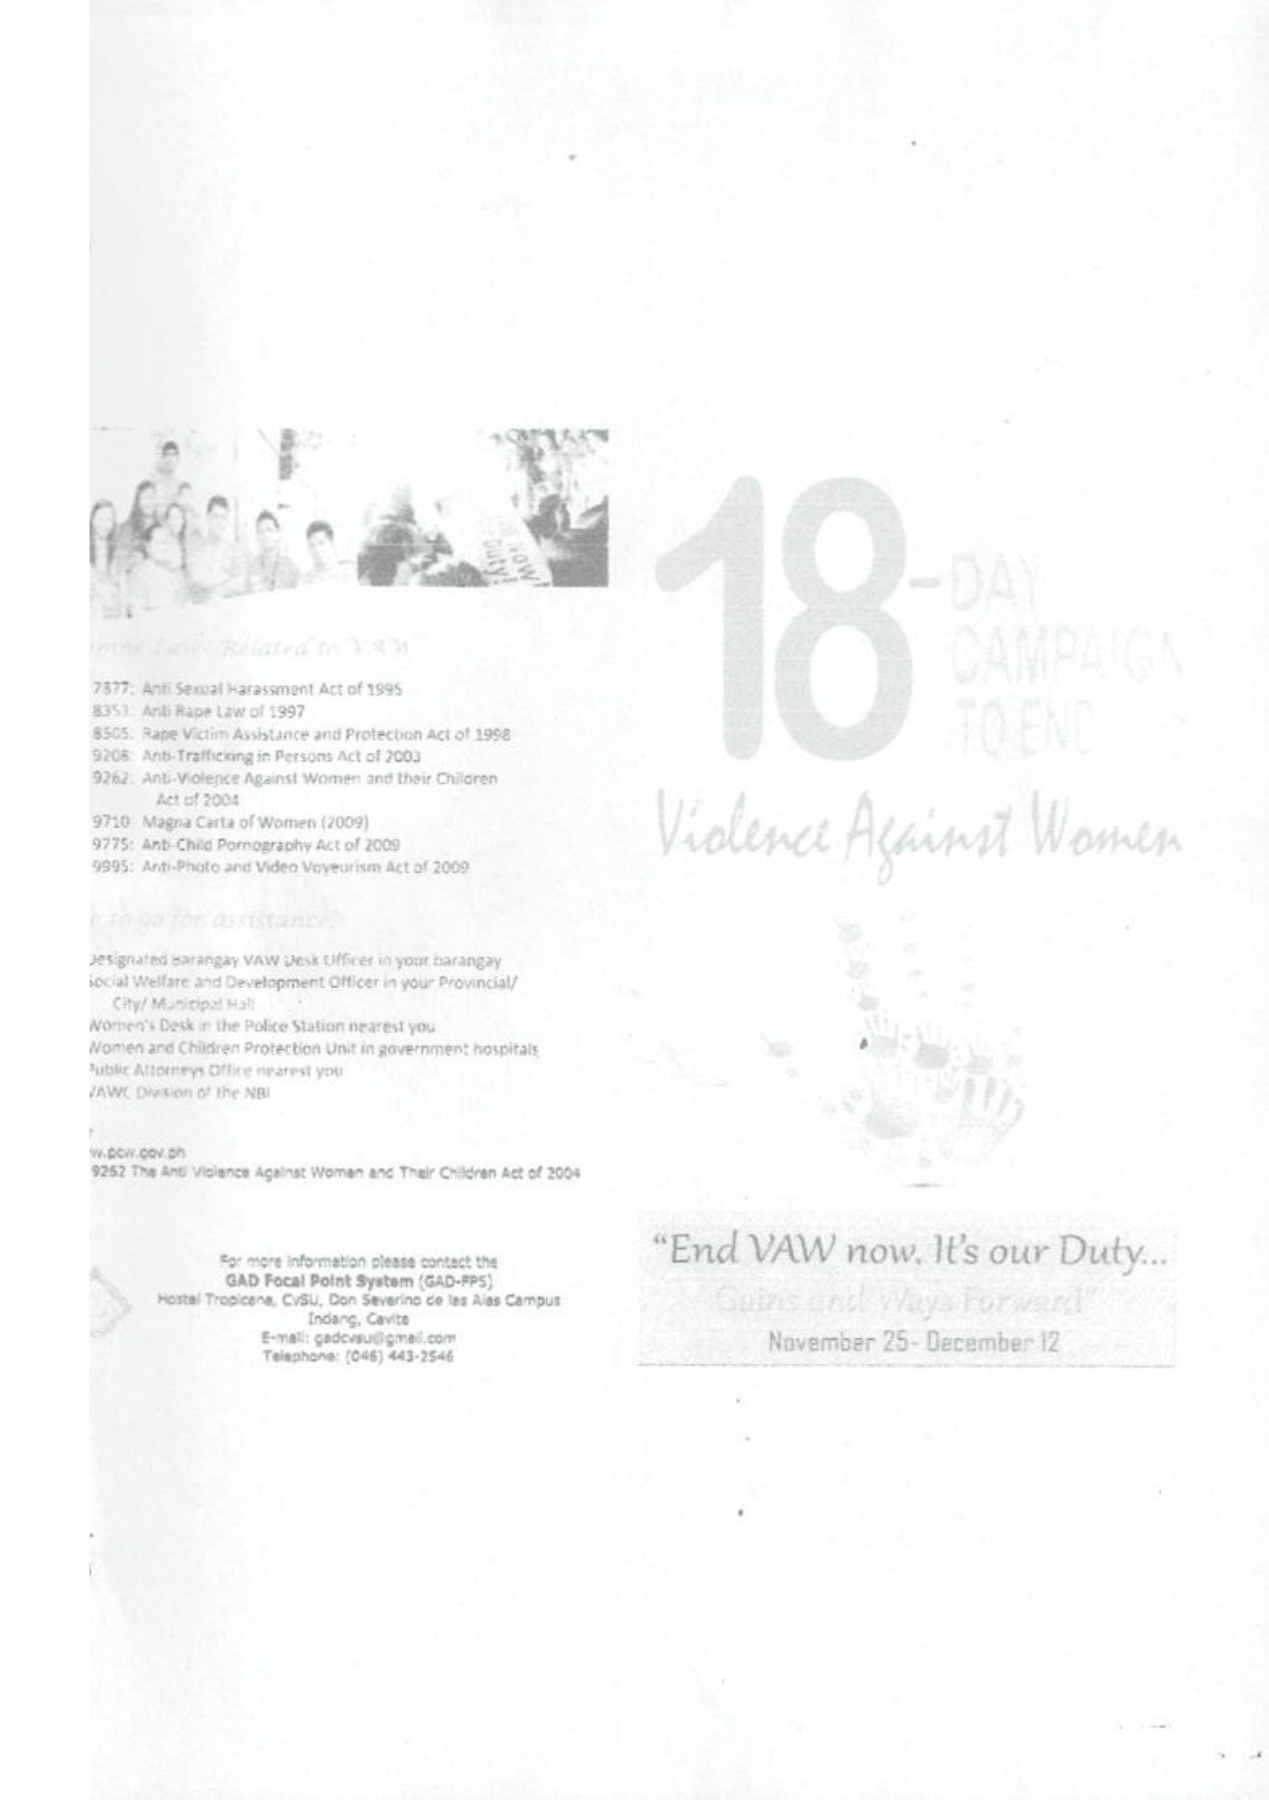 Related to VAW
7877: Anti Sexual Harassment Act of 1995
8353: Anti Rape Law of 1997
8505: Rape Victim Assistance and Protection Act of 1998
9208: Anti-Trafficking in Persons Act of 2003
9262: Anti-Violence Against Women and their Children
Act of 2004
9710: Magna Carta of Women (2009)
9775: Anti-Child Pornography Act of 2009
9995: Anti-Photo and Video Voyeurism Act of 2009
to go for assistance?
Designated Barangay VAW Desk Officer in your barangay
Social Welfare and Development Officer in your Provincial/
City/ Municipal Hall
Women's Desk in the Police Station nearest you
Women and Children Protection Unit in government hospitals
Public Attorneys Office nearest you
VAWC Division of the NBI
w.pcw.gov.ph
9262 The Anti Violence Against Women and Their Children Act of 2004
For more information please contact the
GAD Focal Point System (GAD-FPS)
Hostel Tropicana, CvSU, Don Severino de las Alas Campus
Indang, Cavite
E-mail: gadcvsu@gmail.com
Telephone: (046) 443-2546
18-DAY
CAMPAIGN
TO END
Violence Against Women
"End VAW now, It's our Duty...
Gains and Ways Forward"
November 25- December 12